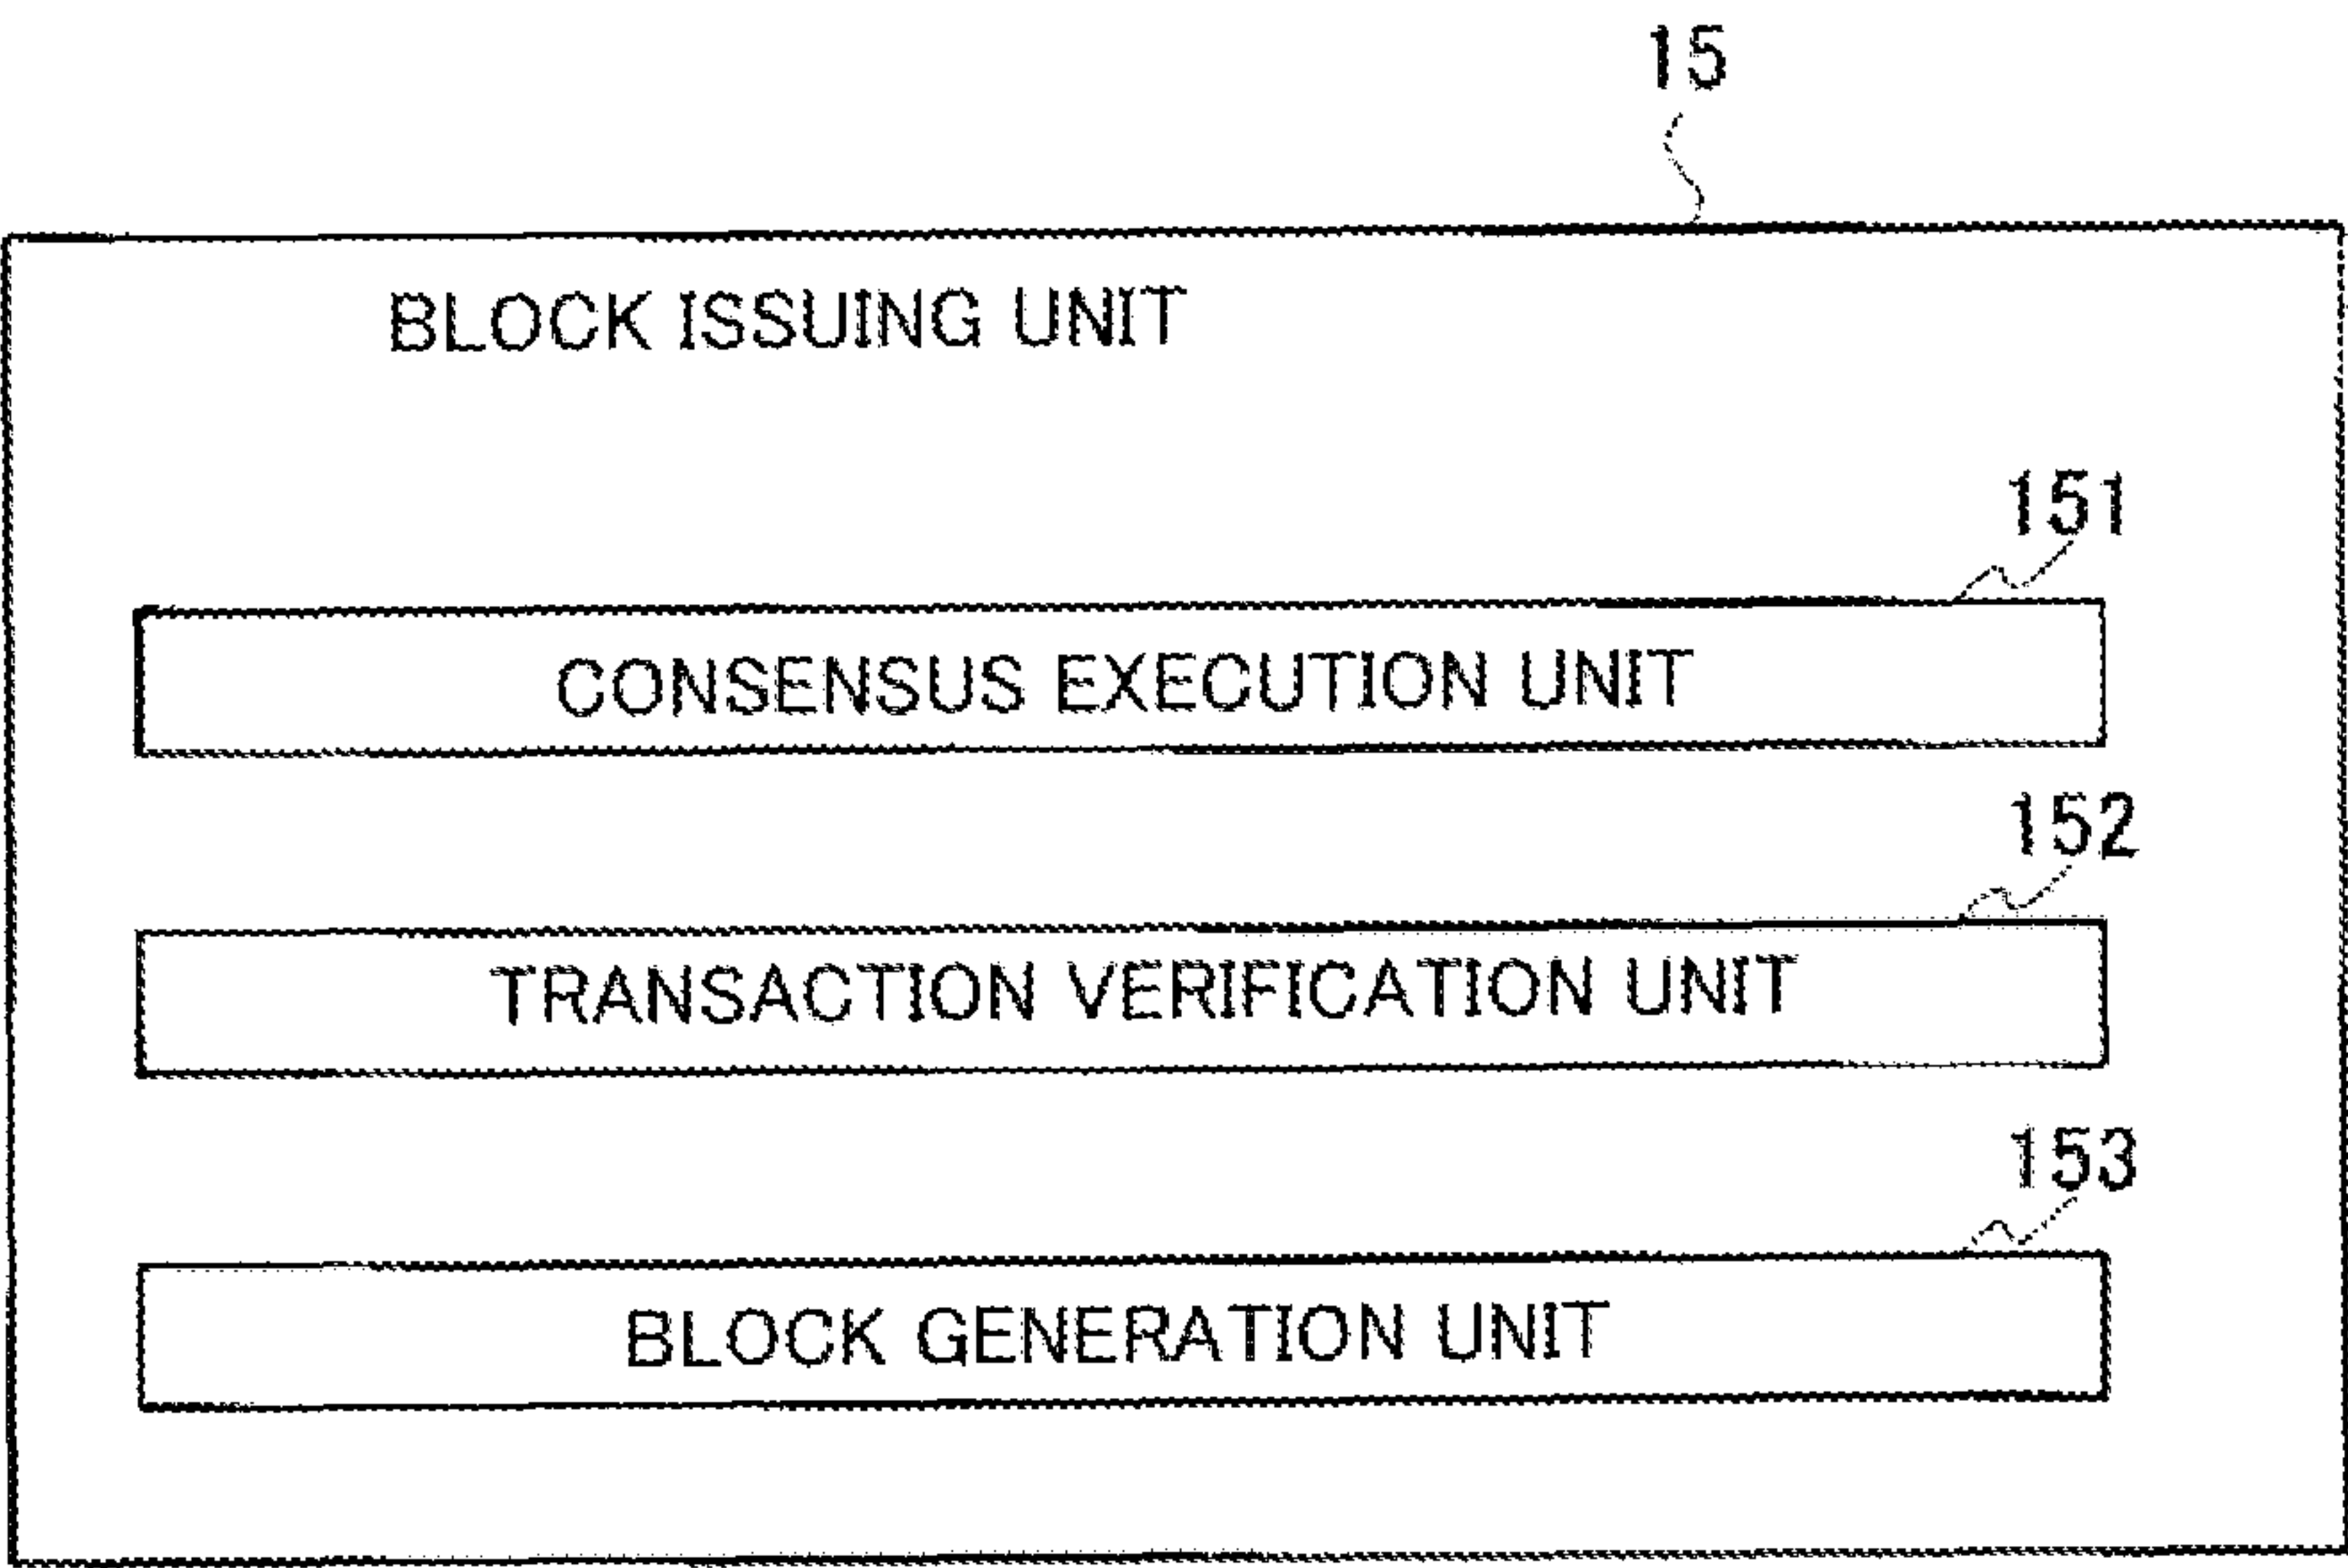 15
BLOCK ISSUING UNIT
151
CONSENSUS EXECUTION UNIT
152
TRANSACTION VERIFICATION UNIT
153
BLOCK GENERATION UNIT